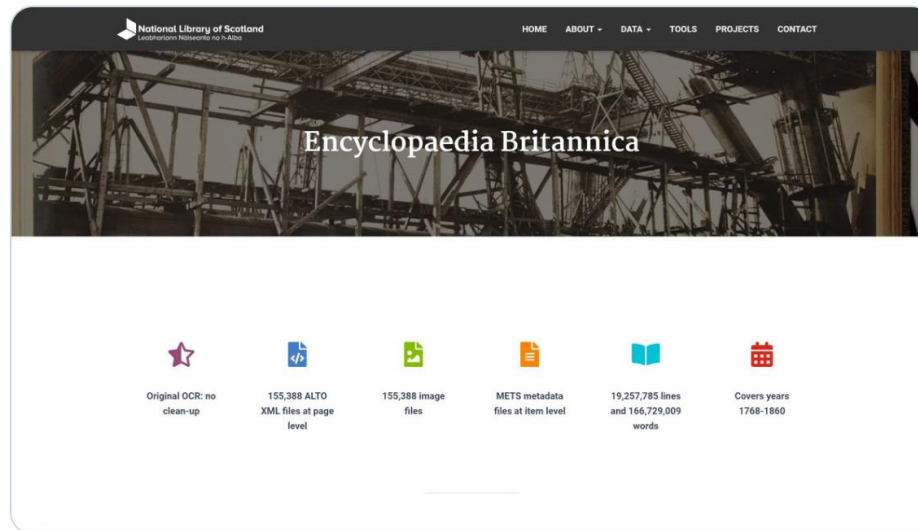 National Library of Scotland
Leabharlann Nàiseanta na h-Alba
HOME ABOUT DATA TOOLS PROJECTS CONTACT
Encyclopaedia Britannica
Original OCR: no
clean-up
155,388 ALTO
XML files at page
level
155,388 image
files
METS metadata
files at item level
19,257,785 lines
and 166,729,009
words
Covers years
1768-1860